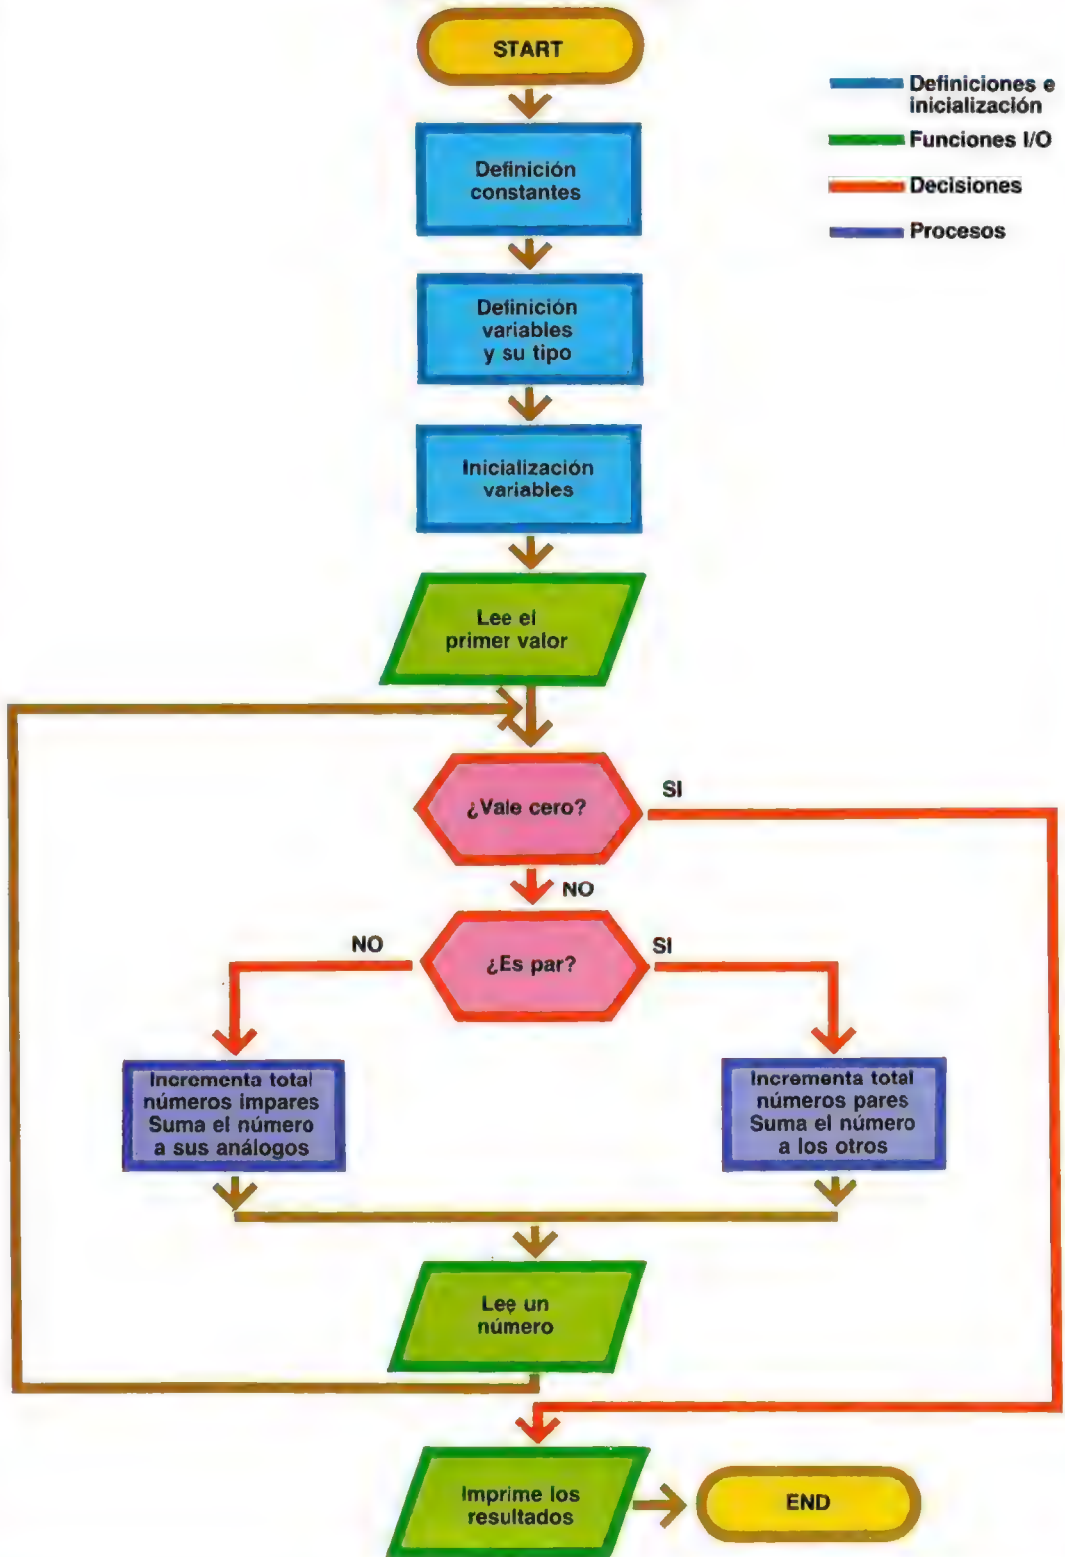 START
Definiciones e
inicialización
Funciones I/O
Decisiones
Procesos
Definición
constantes
Definición
variables
y su tipo
Inicialización
variables
Lee el
primer valor
¿Vale cero?
SI
NO
¿Es par?
NO
SI
Incrementa total
números impares
Suma el número
a sus análogos
Incrementa total
números pares
Suma el número
a los otros
Lee un
número
Imprime los
resultados
END